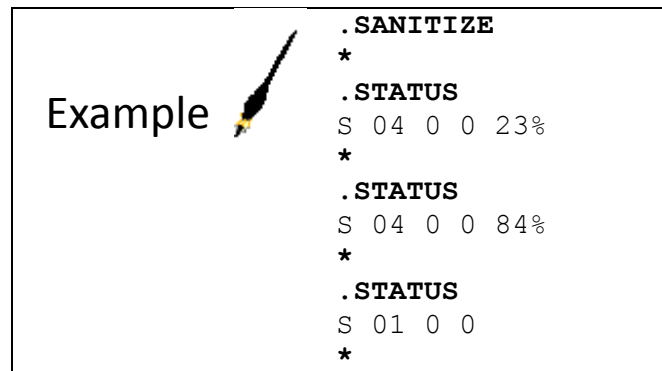 Example
.SANITIZE
*
.STATUS
S 04 0 0 23%
*
.STATUS
S 04 0 0 84%
*
.STATUS
S 01 0 0
*